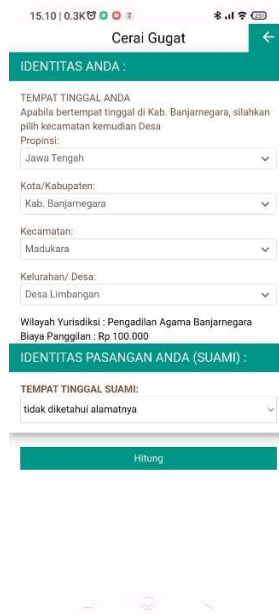 15.10 | 0.3K
Cerai Gugat
IDENTITAS ANDA :
TEMPAT TINGGAL ANDA
Apabila bertempat tinggal di Kab. Banjarnegara, silahkan
pilih kecamatan kemudian Desa
Propinsi:
Jawa Tengah
Kota/Kabupaten:
Kab. Banjarnegara
Kecamatan:
Madukara
Kelurahan/ Desa:
Desa Limbangan
Wilayah Yurisdiksi : Pengadilan Agama Banjarnegara
Biaya Panggilan : Rp 100.000
IDENTITAS PASANGAN ANDA (SUAMI) :
TEMPAT TINGGAL SUAMI:
tidak diketahui alamatnya
Hitung